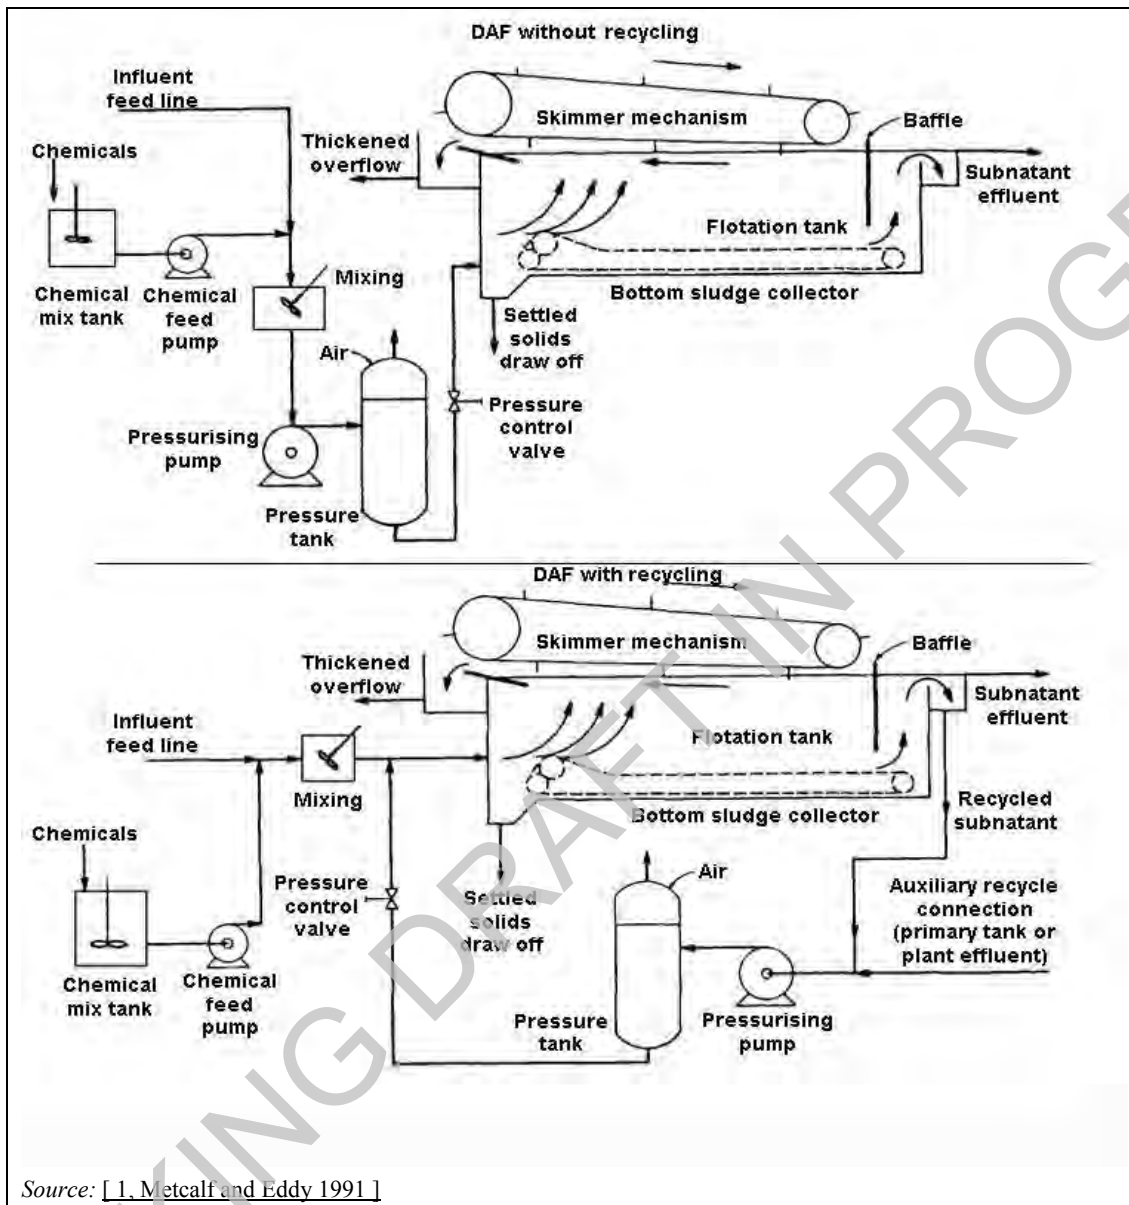 DAF without recycling
Influent
feed line
Skimmer mechanism
Baffle
Chemicals
Thickened
overflow
Subnatant
effluent
Flotation tank
Mixing
Bottom sludge collector
Chemical
mix tank
Chemical
feed
pump
Settled
solids
draw off
Air
Pressure
control
valve
Pressurising
pump
Pressure
tank
DAF with recycling
Skimmer mechanism
Baffle
Thickened
overflow
Subnatant
effluent
Influent
feed line
Flotation tank
Mixing
Recycled
subnatant
Bottom sludge collector
Chemicals
Air
Pressure
control
valve
Settled
solids
draw off
Auxiliary recycle
connection
(primary tank or
plant effluent)
Chemical
mix tank
Chemical
feed
pump
Pressure
tank
Pressurising
pump
Source: [ 1, Metcalf and Eddy 1991 ]
KING DRAFT IN PROGR